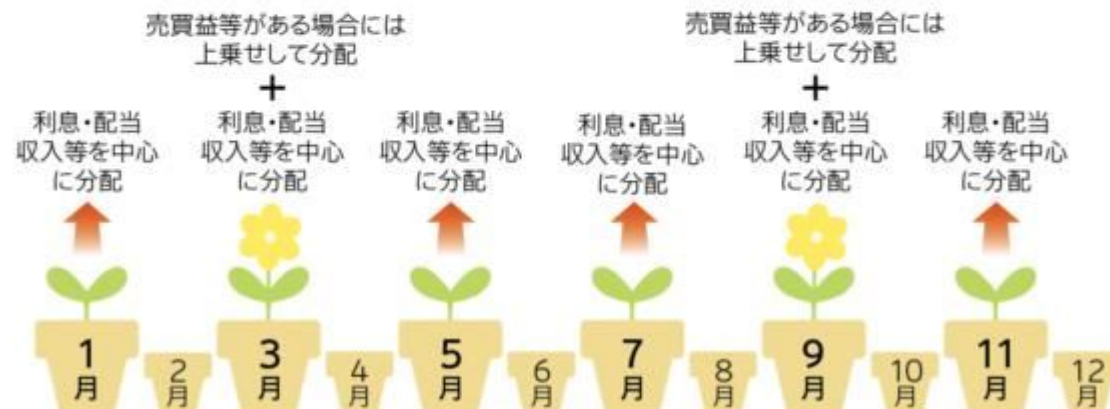 売買益等がある場合には
上乗せして分配
+
売買益等がある場合には
上乗せして分配
+
利息・配当
収入等を中心
に分配
利息・配当
収入等を中心
に分配
利息・配当
収入等を中心
に分配
利息・配当
収入等を中心
に分配
利息・配当
収入等を中心
に分配
利息・配当
収入等を中心
に分配
1
月
2
月
3
月
4
月
5
月
6
月
7
月
8
月
9
月
10
月
11
月
12
月